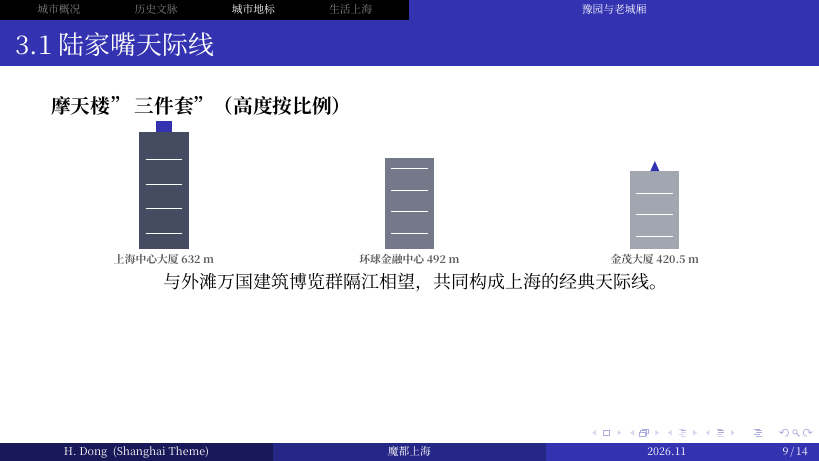 城市概况 历史文脉 城市地标 生活上海 豫园与老城厢
3.1 陆家嘴天际线
摩天楼”三件套”（高度按比例）
上海中心大厦 632 m 环球金融中心 492 m 金茂大厦 420.5 m
与外滩万国建筑博览群隔江相望，共同构成上海的经典天际线。
H. Dong (Shanghai Theme) 魔都上海 2026.11 9 / 14